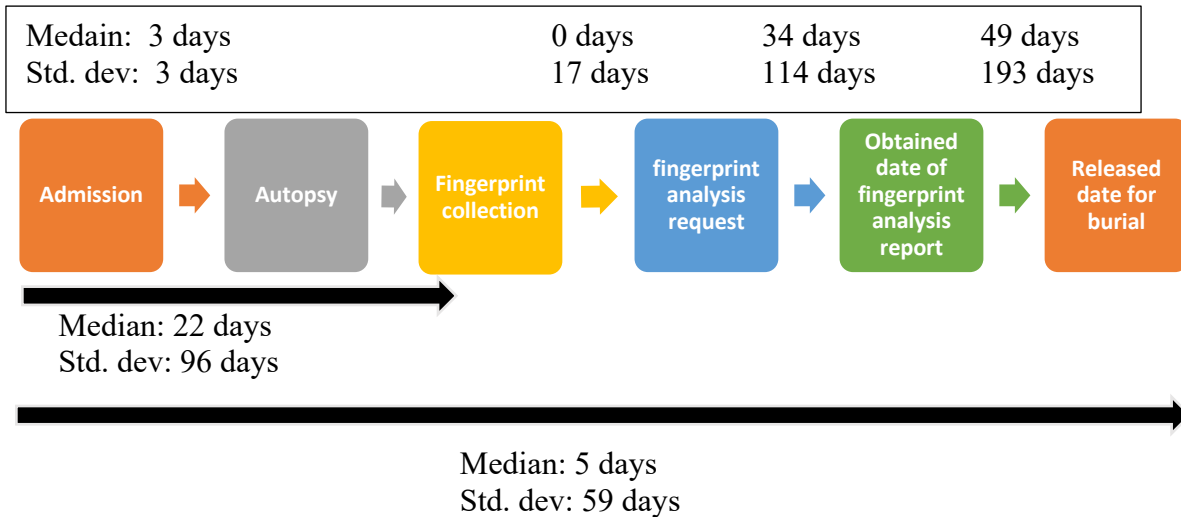 Medain: 3 days 0 days 34 days 49 days
Std. dev: 3 days 17 days 114 days 193 days
Admission
Autopsy
Fingerprint
collection
fingerprint
analysis
request
Obtained
date of
fingerprint
analysis
report
Released
date for
burial
Median: 22 days
Std. dev: 96 days
Median: 5 days
Std. dev: 59 days